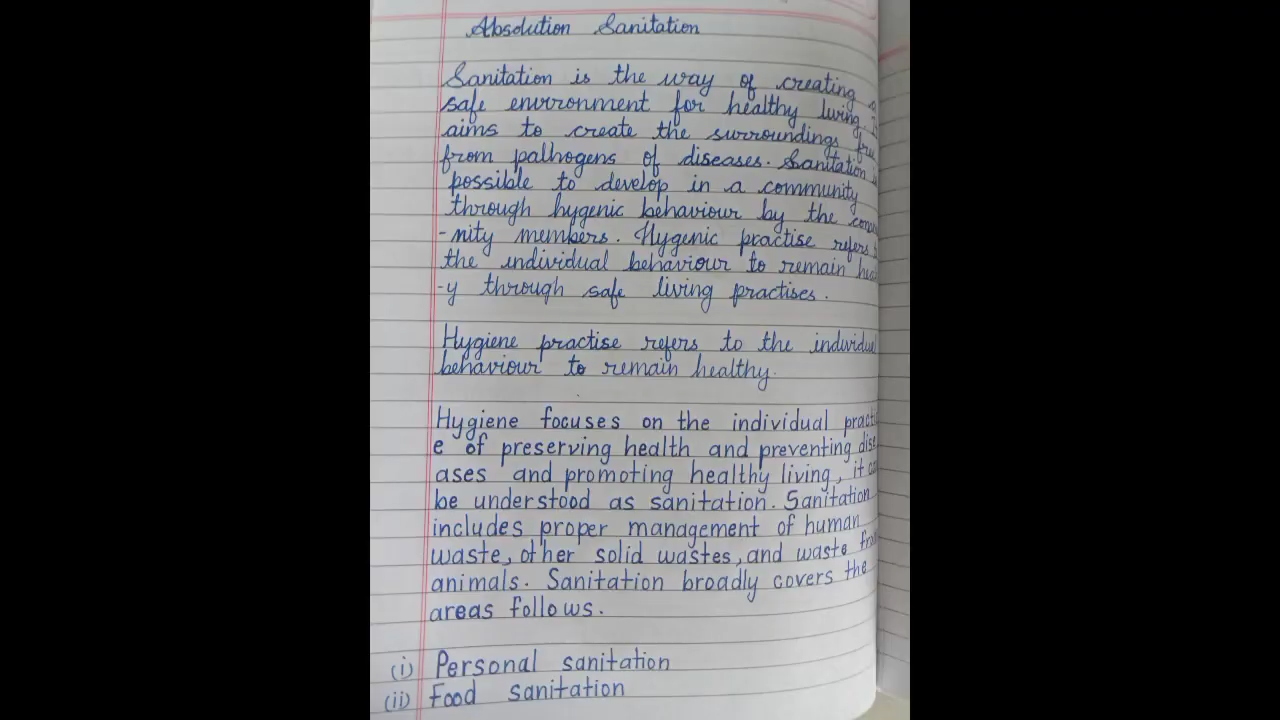 Absolution Sanitation
Sanitation is the way of creating a
safe environment for healthy living.
aims to create the surroundings free
from pathogens of diseases. Sanitation is
possible to develop in a community
through hygenic behaviour by the commu
-nity members. Hygenic practise refers
the individual behaviour to remain
-y through safe living practises.
Hygiene practise refers to the individual
behaviour to remain healthy.
Hygiene focuses on the individual practi
e of preserving health and preventing dise
ases and promoting healthy living, it
be understood as sanitation. Sanitation
includes proper management of human
waste, other solid wastes, and waste from
animals. Sanitation broadly covers the
areas follows.
(i) Personal sanitation
(ii) Food sanitation